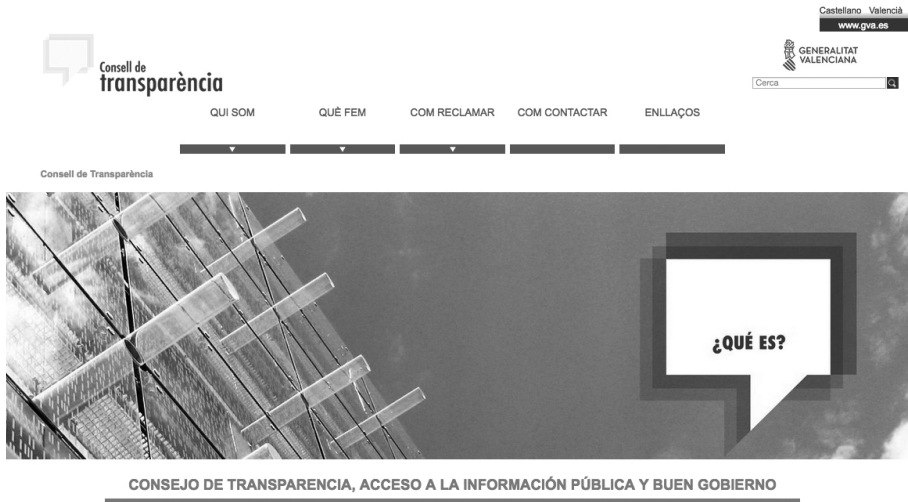 Castellano Valencià
www.gva.es
Consell de
transparència
GENERALITAT
VALENCIANA
Cerca
QUI SOM QUÈ FEM COM RECLAMAR COM CONTACTAR ENLLAÇOS
Consell de Transparència
¿QUÉ ES?
CONSEJO DE TRANSPARENCIA, ACCESO A LA INFORMACIÓN PÚBLICA Y BUEN GOBIERNO